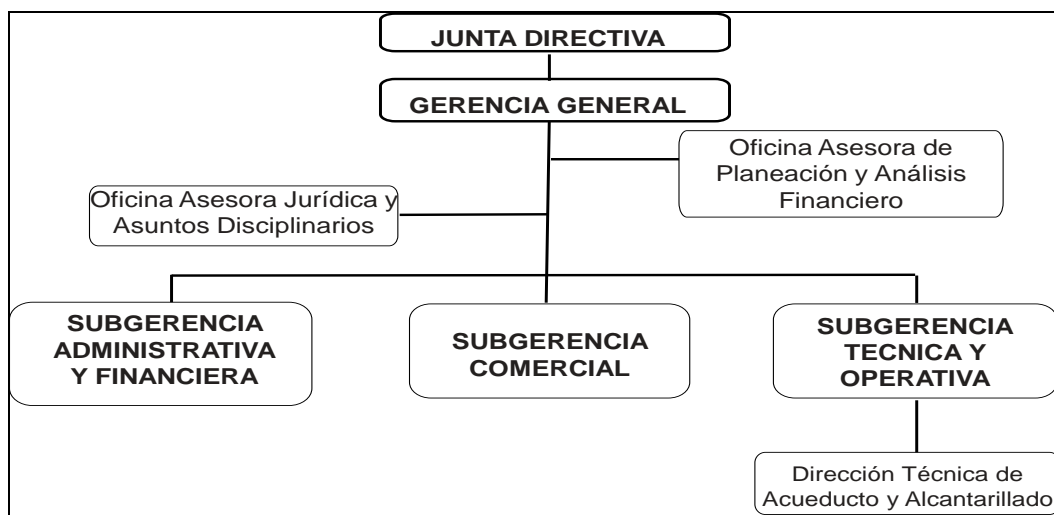 JUNTA DIRECTIVA
GERENCIA GENERAL
Oficina Asesora de
Planeación y Análisis
Financiero
Oficina Asesora Jurídica y
Asuntos Disciplinarios
SUBGERENCIA
ADMINISTRATIVA
Y FINANCIERA
SUBGERENCIA
COMERCIAL
SUBGERENCIA
TECNICA Y
OPERATIVA
Dirección Técnica de
Acueducto y Alcantarillado